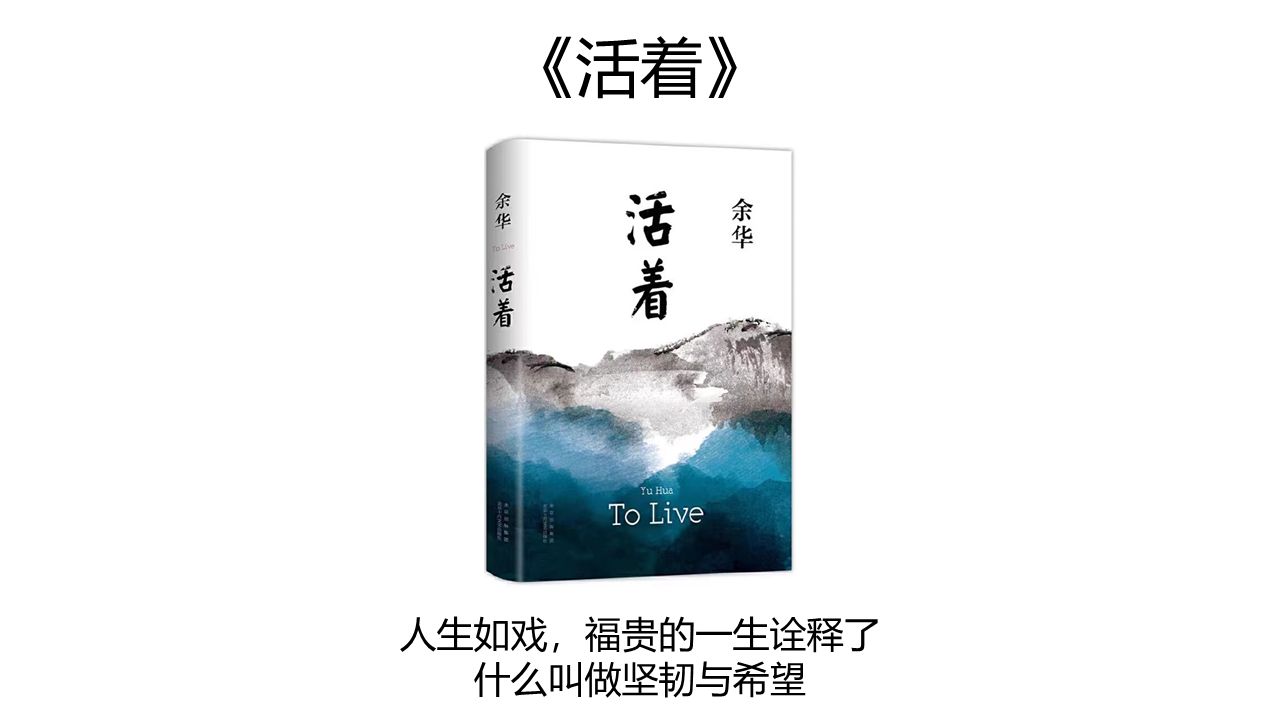 《活着》
余华
To Live
活着
活着
余华
Yu Hua
To Live
人生如戏，福贵的一生诠释了
什么叫做坚韧与希望